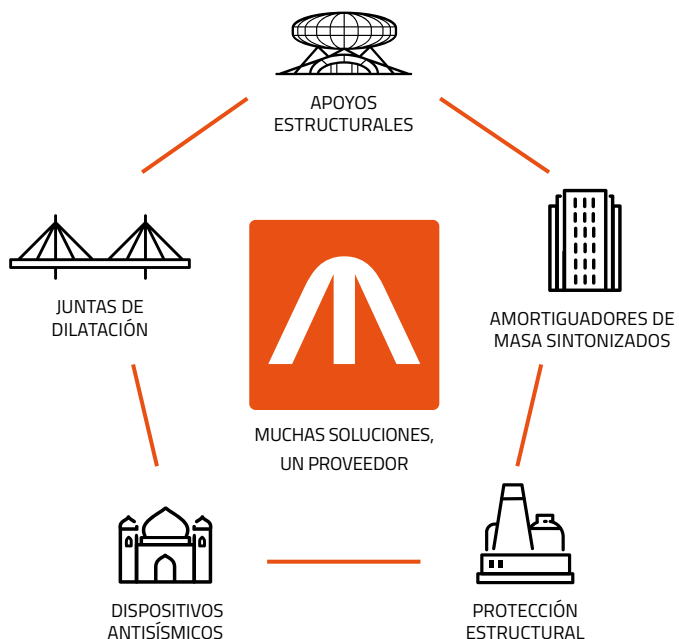 APOYOS
ESTRUCTURALES
JUNTAS DE
DILATACIÓN
AMORTIGUADORES DE
MASA SINTONIZADOS
MUCHAS SOLUCIONES,
UN PROVEEDOR
DISPOSITIVOS
ANTISÍSMICOS
PROTECCIÓN
ESTRUCTURAL